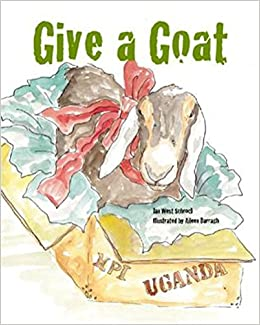 Give a Goat
Jan West Schrock
Illustrated by Aileen Darragh
HPI UGANDA